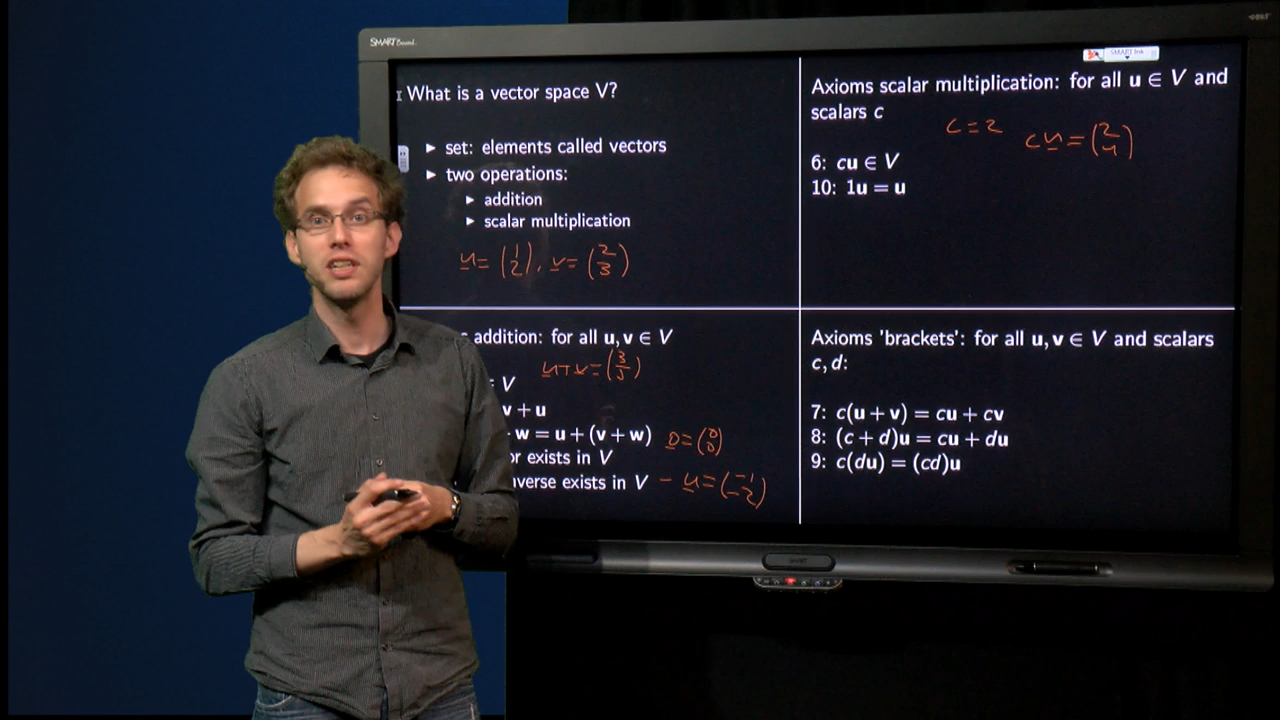 SMART Board
SMART Ink
What is a vector space V?
▶ set: elements called vectors
▶ two operations:
▶ addition
▶ scalar multiplication
u = (1 2), v = (2 3)
Axioms scalar multiplication: for all u ∈ V and
scalars c
c = 2 cu = (2 4)
6: cu ∈ V
10: 1u = u
addition: for all u, v ∈ V
u+v = (3 5)
∈ V
v + u
w = u + (v + w) 0 = (0 0)
exists in V
exists in V - u = (-1 -2)
Axioms 'brackets': for all u, v ∈ V and scalars
c, d:
7: c(u + v) = cu + cv
8: (c + d)u = cu + du
9: c(du) = (cd)u
SMART